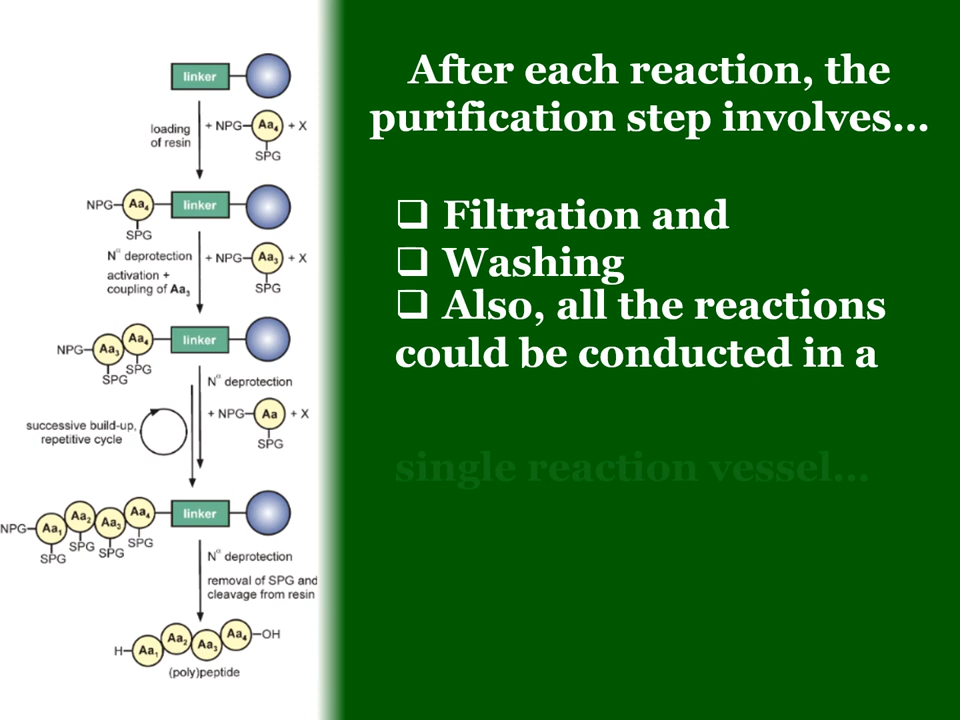 linker
loading
of resin
+ NPG–Aa4 + X
SPG
NPG–Aa4 linker
SPG
Nα deprotection
activation +
coupling of Aa3
+ NPG–Aa3 + X
SPG
NPG–Aa3 Aa4 linker
SPG SPG
Nα deprotection
+ NPG–Aa + X
SPG
successive build-up,
repetitive cycle
NPG–Aa1 Aa2 Aa3 Aa4 linker
SPG SPG SPG SPG
Nα deprotection
removal of SPG and
cleavage from resin
H–Aa1 Aa2 Aa3 Aa4–OH
(poly)peptide
After each reaction, the
purification step involves...
❑ Filtration and
❑ Washing
❑ Also, all the reactions
could be conducted in a
single reaction vessel...